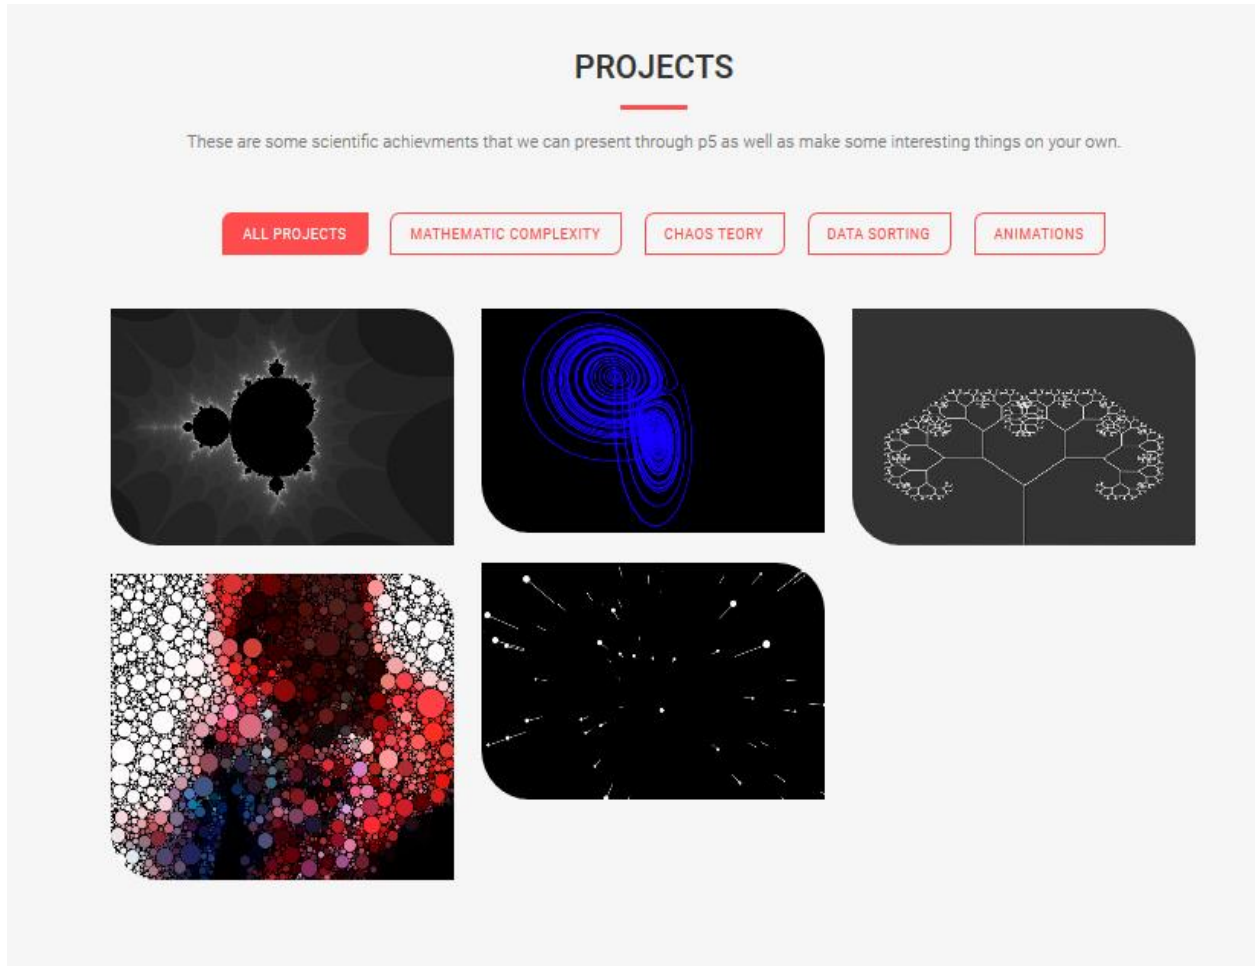 PROJECTS
These are some scientific achievments that we can present through p5 as well as make some interesting things on your own.
ALL PROJECTS MATHEMATIC COMPLEXITY CHAOS TEORY DATA SORTING ANIMATIONS